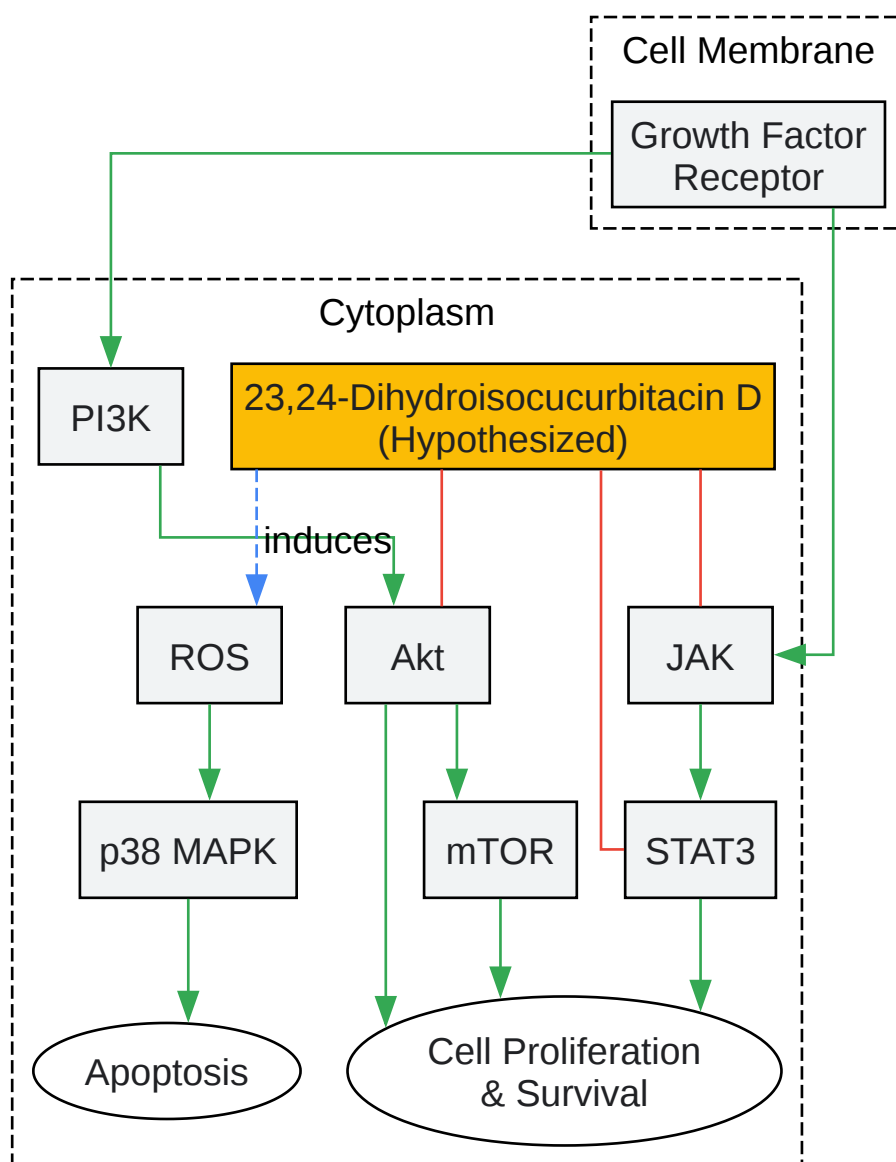 Cell Membrane
Growth Factor
Receptor
Cytoplasm
PI3K
23,24-Dihydroisocucurbitacin D
(Hypothesized)
induces
ROS
Akt
JAK
p38 MAPK
mTOR
STAT3
Apoptosis
Cell Proliferation
& Survival